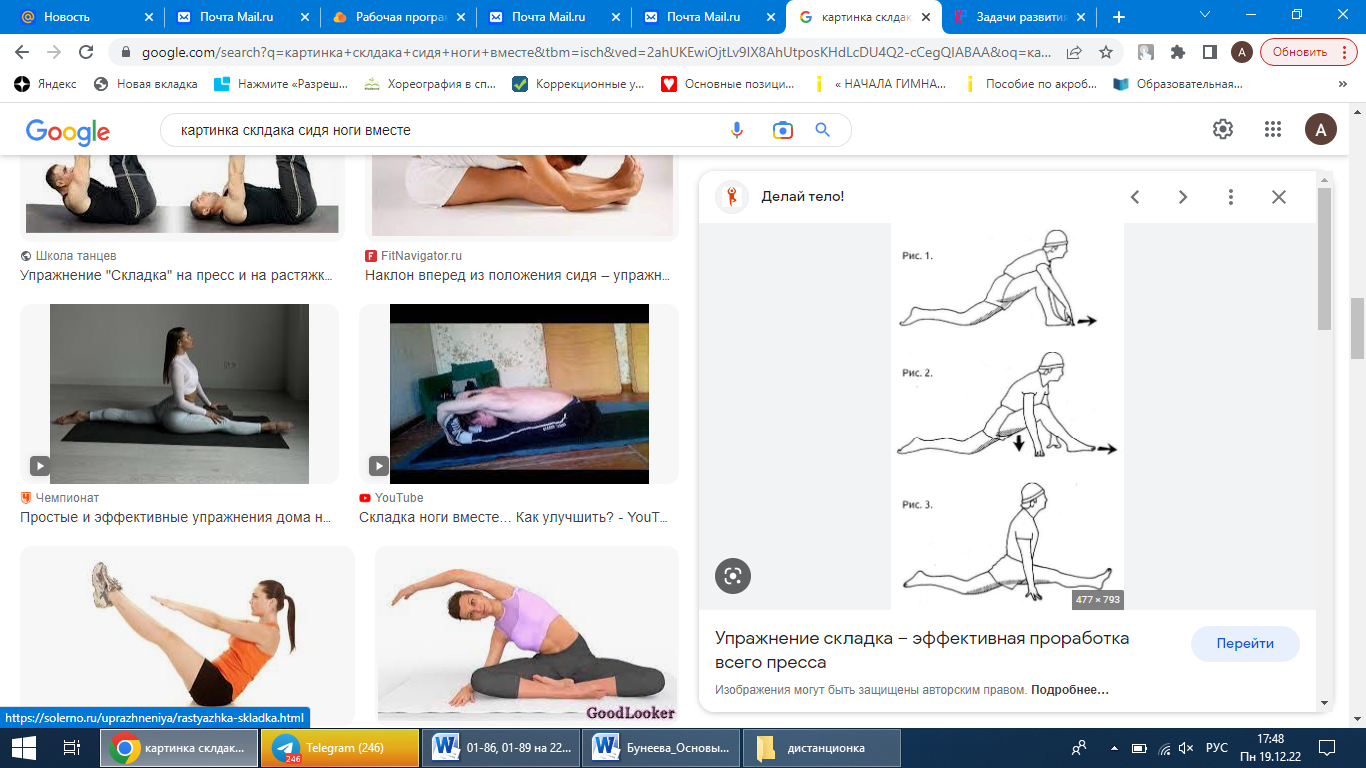 Новость
Почта Mail.ru
Рабочая програ
Почта Mail.ru
Почта Mail.ru
картинка склдак
Задачи развития
google.com/search?q=картинка+склдака+сидя+ноги+вместе&tbm=isch&ved=2ahUKEwiOjtLv9IX8AhUtposKHdLcDU4Q2-cCegQIABAA&oq=ка...
A
Обновить
Яндекс
Новая вкладка
Нажмите «Разреш...
Хореография в сп...
Коррекционные у...
Основные позици...
« НАЧАЛА ГИМНА...
Пособие по акроб...
Образовательная...
»
Google
картинка склдака сидя ноги вместе
A
Школа танцев
Упражнение "Складка" на пресс и на растяжк...
FitNavigator.ru
Наклон вперед из положения сидя – упражн...
Чемпионат
Простые и эффективные упражнения дома н...
YouTube
Складка ноги вместе... Как улучшить? - YouT...
GoodLooker
Делай тело!
Рис. 1.
Рис. 2.
Рис. 3.
477 × 793
Упражнение складка – эффективная проработка
всего пресса
Перейти
Изображения могут быть защищены авторским правом. Подробнее...
https://solerno.ru/uprazhneniya/rastyazhka-skladka.html
картинка склдак...
Telegram (246)
246
01-86, 01-89 на 22...
Бунеева_Основы...
дистанционка
РУС
17:48
Пн 19.12.22